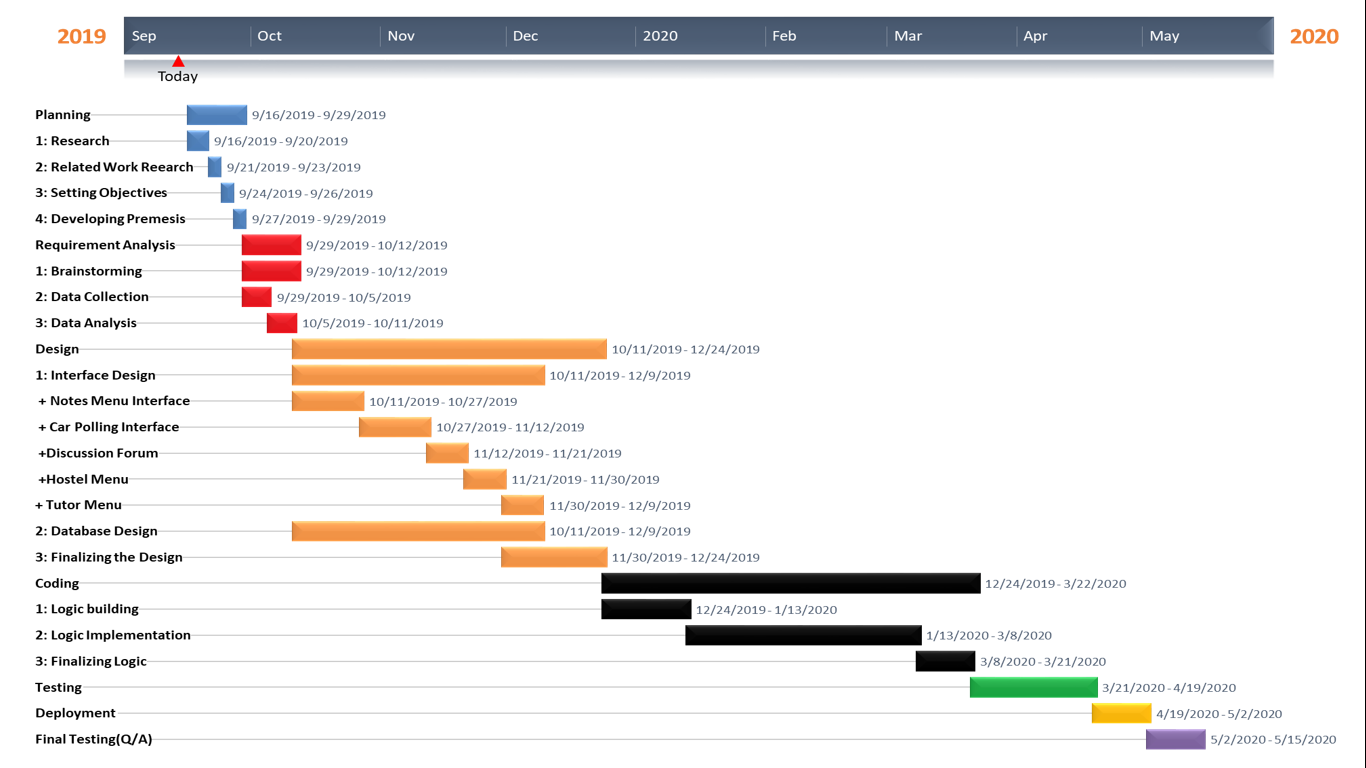 2019 Sep Oct Nov Dec 2020 Feb Mar Apr May 2020
Today
Planning 9/16/2019 - 9/29/2019
1: Research 9/16/2019 - 9/20/2019
2: Related Work Reearch 9/21/2019 - 9/23/2019
3: Setting Objectives 9/24/2019 - 9/26/2019
4: Developing Premesis 9/27/2019 - 9/29/2019
Requirement Analysis 9/29/2019 - 10/12/2019
1: Brainstorming 9/29/2019 - 10/12/2019
2: Data Collection 9/29/2019 - 10/5/2019
3: Data Analysis 10/5/2019 - 10/11/2019
Design 10/11/2019 - 12/24/2019
1: Interface Design 10/11/2019 - 12/9/2019
+ Notes Menu Interface 10/11/2019 - 10/27/2019
+ Car Polling Interface 10/27/2019 - 11/12/2019
+Discussion Forum 11/12/2019 - 11/21/2019
+Hostel Menu 11/21/2019 - 11/30/2019
+ Tutor Menu 11/30/2019 - 12/9/2019
2: Database Design 10/11/2019 - 12/9/2019
3: Finalizing the Design 11/30/2019 - 12/24/2019
Coding 12/24/2019 - 3/22/2020
1: Logic building 12/24/2019 - 1/13/2020
2: Logic Implementation 1/13/2020 - 3/8/2020
3: Finalizing Logic 3/8/2020 - 3/21/2020
Testing 3/21/2020 - 4/19/2020
Deployment 4/19/2020 - 5/2/2020
Final Testing(Q/A) 5/2/2020 - 5/15/2020